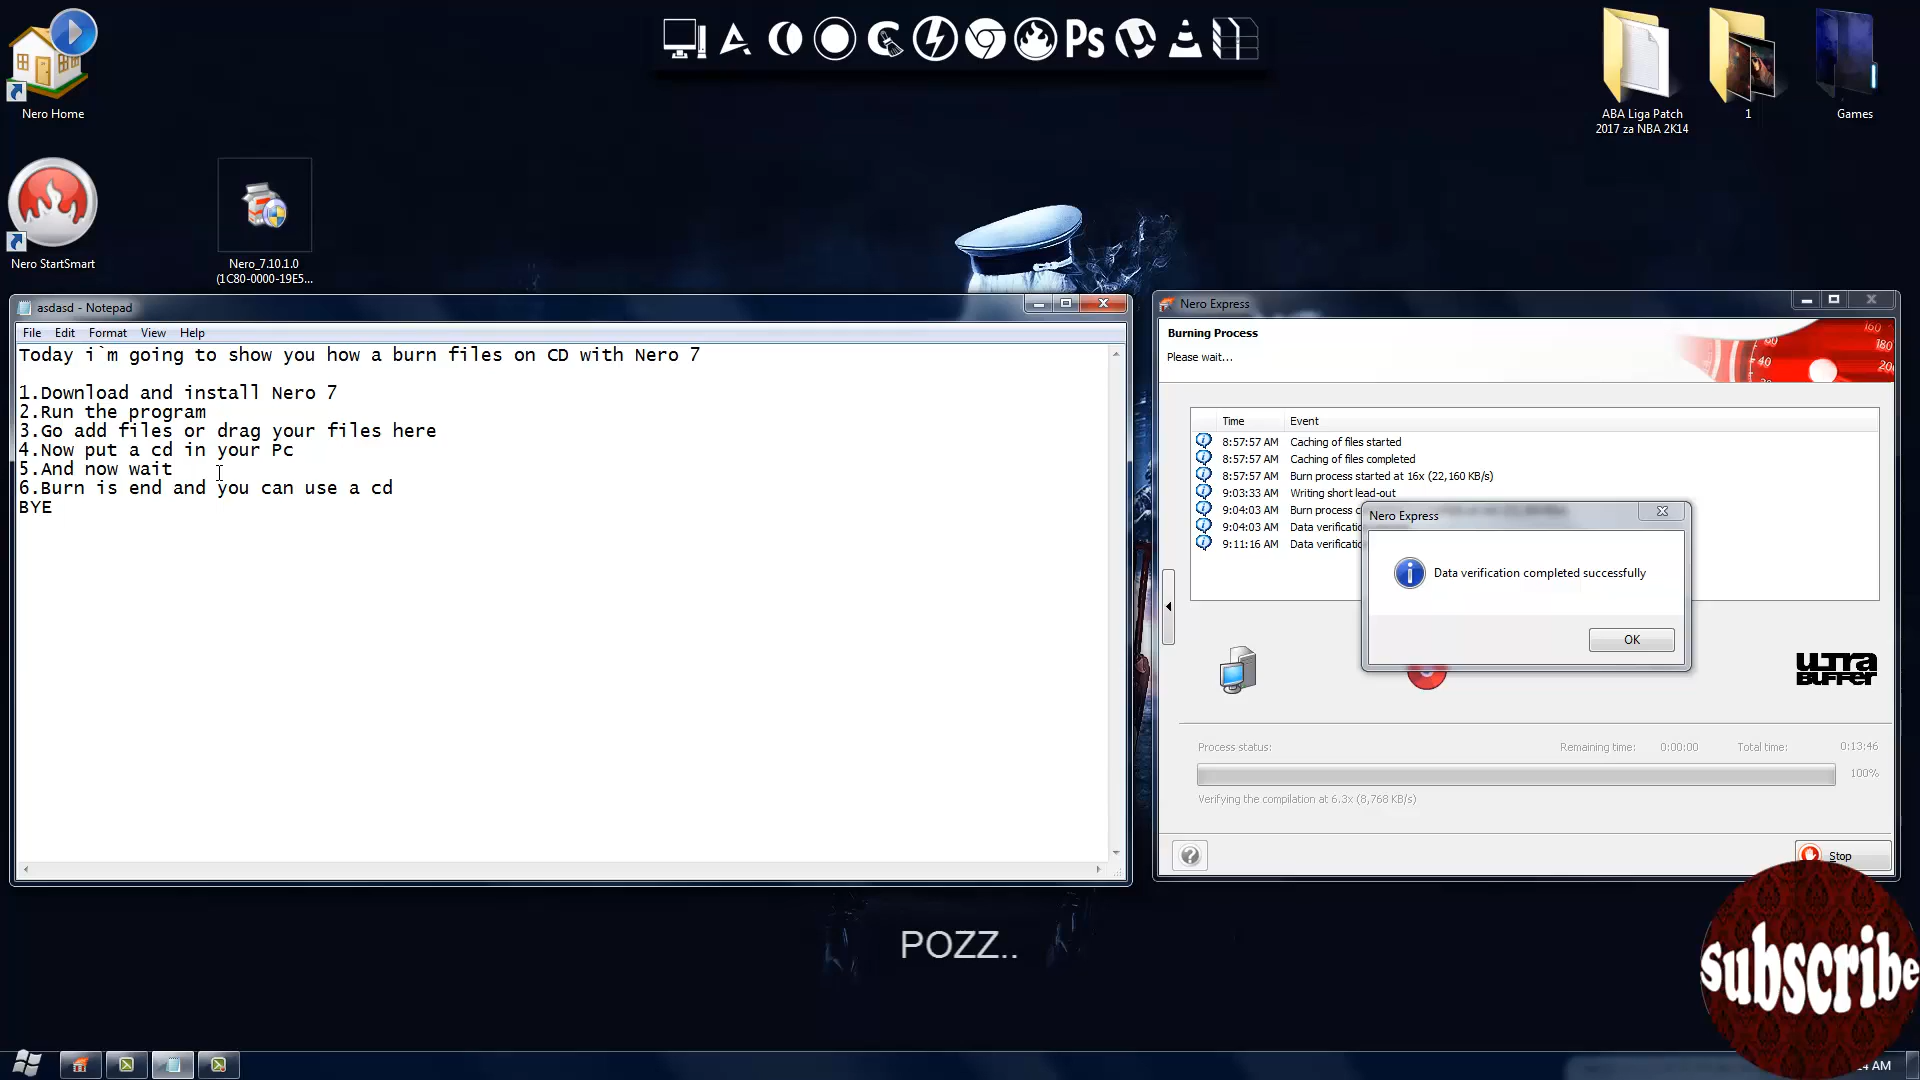 Nero Home
Nero StartSmart
Nero_7.10.1.0
(1C80-0000-19E5...
Ps
ABA Liga Patch
2017 za NBA 2K14
1
Games
asdasd - Notepad
File Edit Format View Help
Today i`m going to show you how a burn files on CD with Nero 7
1.Download and install Nero 7
2.Run the program
3.Go add files or drag your files here
4.Now put a cd in your Pc
5.And now wait
6.Burn is end and you can use a cd
BYE
Nero Express
Burning Process
Please wait...
160
180
60
40
Time Event
8:57:57 AM Caching of files started
8:57:57 AM Caching of files completed
8:57:57 AM Burn process started at 16x (22,160 KB/s)
9:03:33 AM Writing short lead-out
9:04:03 AM Burn process
9:04:03 AM Data
9:11:16 AM Data
Nero Express
Data verification completed successfully
OK
ULTRA
BUFFER
Process status: Remaining time: 0:00:00 Total time: 0:13:46
100%
Verifying the compilation at 6.3x (8,768 KB/s)
Stop
POZZ..
subscribe
AM